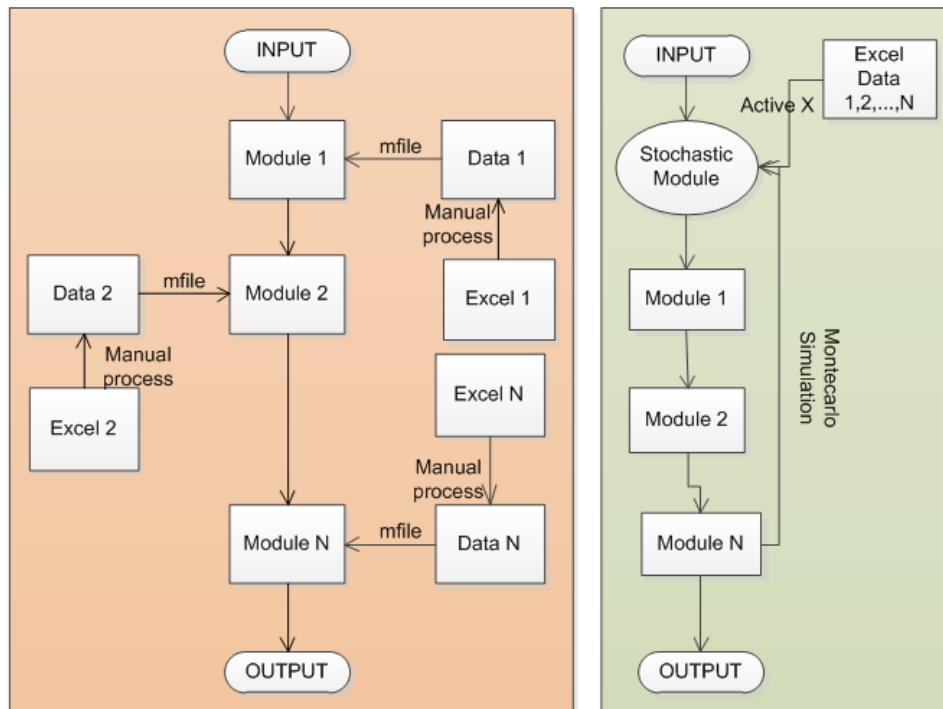 INPUT
Module 1
mfile
Data 1
Manual
process
Data 2
mfile
Module 2
Excel 1
Manual
process
Excel 2
Excel N
Manual
process
Module N
mfile
Data N
OUTPUT
INPUT
Excel
Data
1,2,...,N
Active X
Stochastic
Module
Module 1
Montecarlo
Simulation
Module 2
Module N
OUTPUT